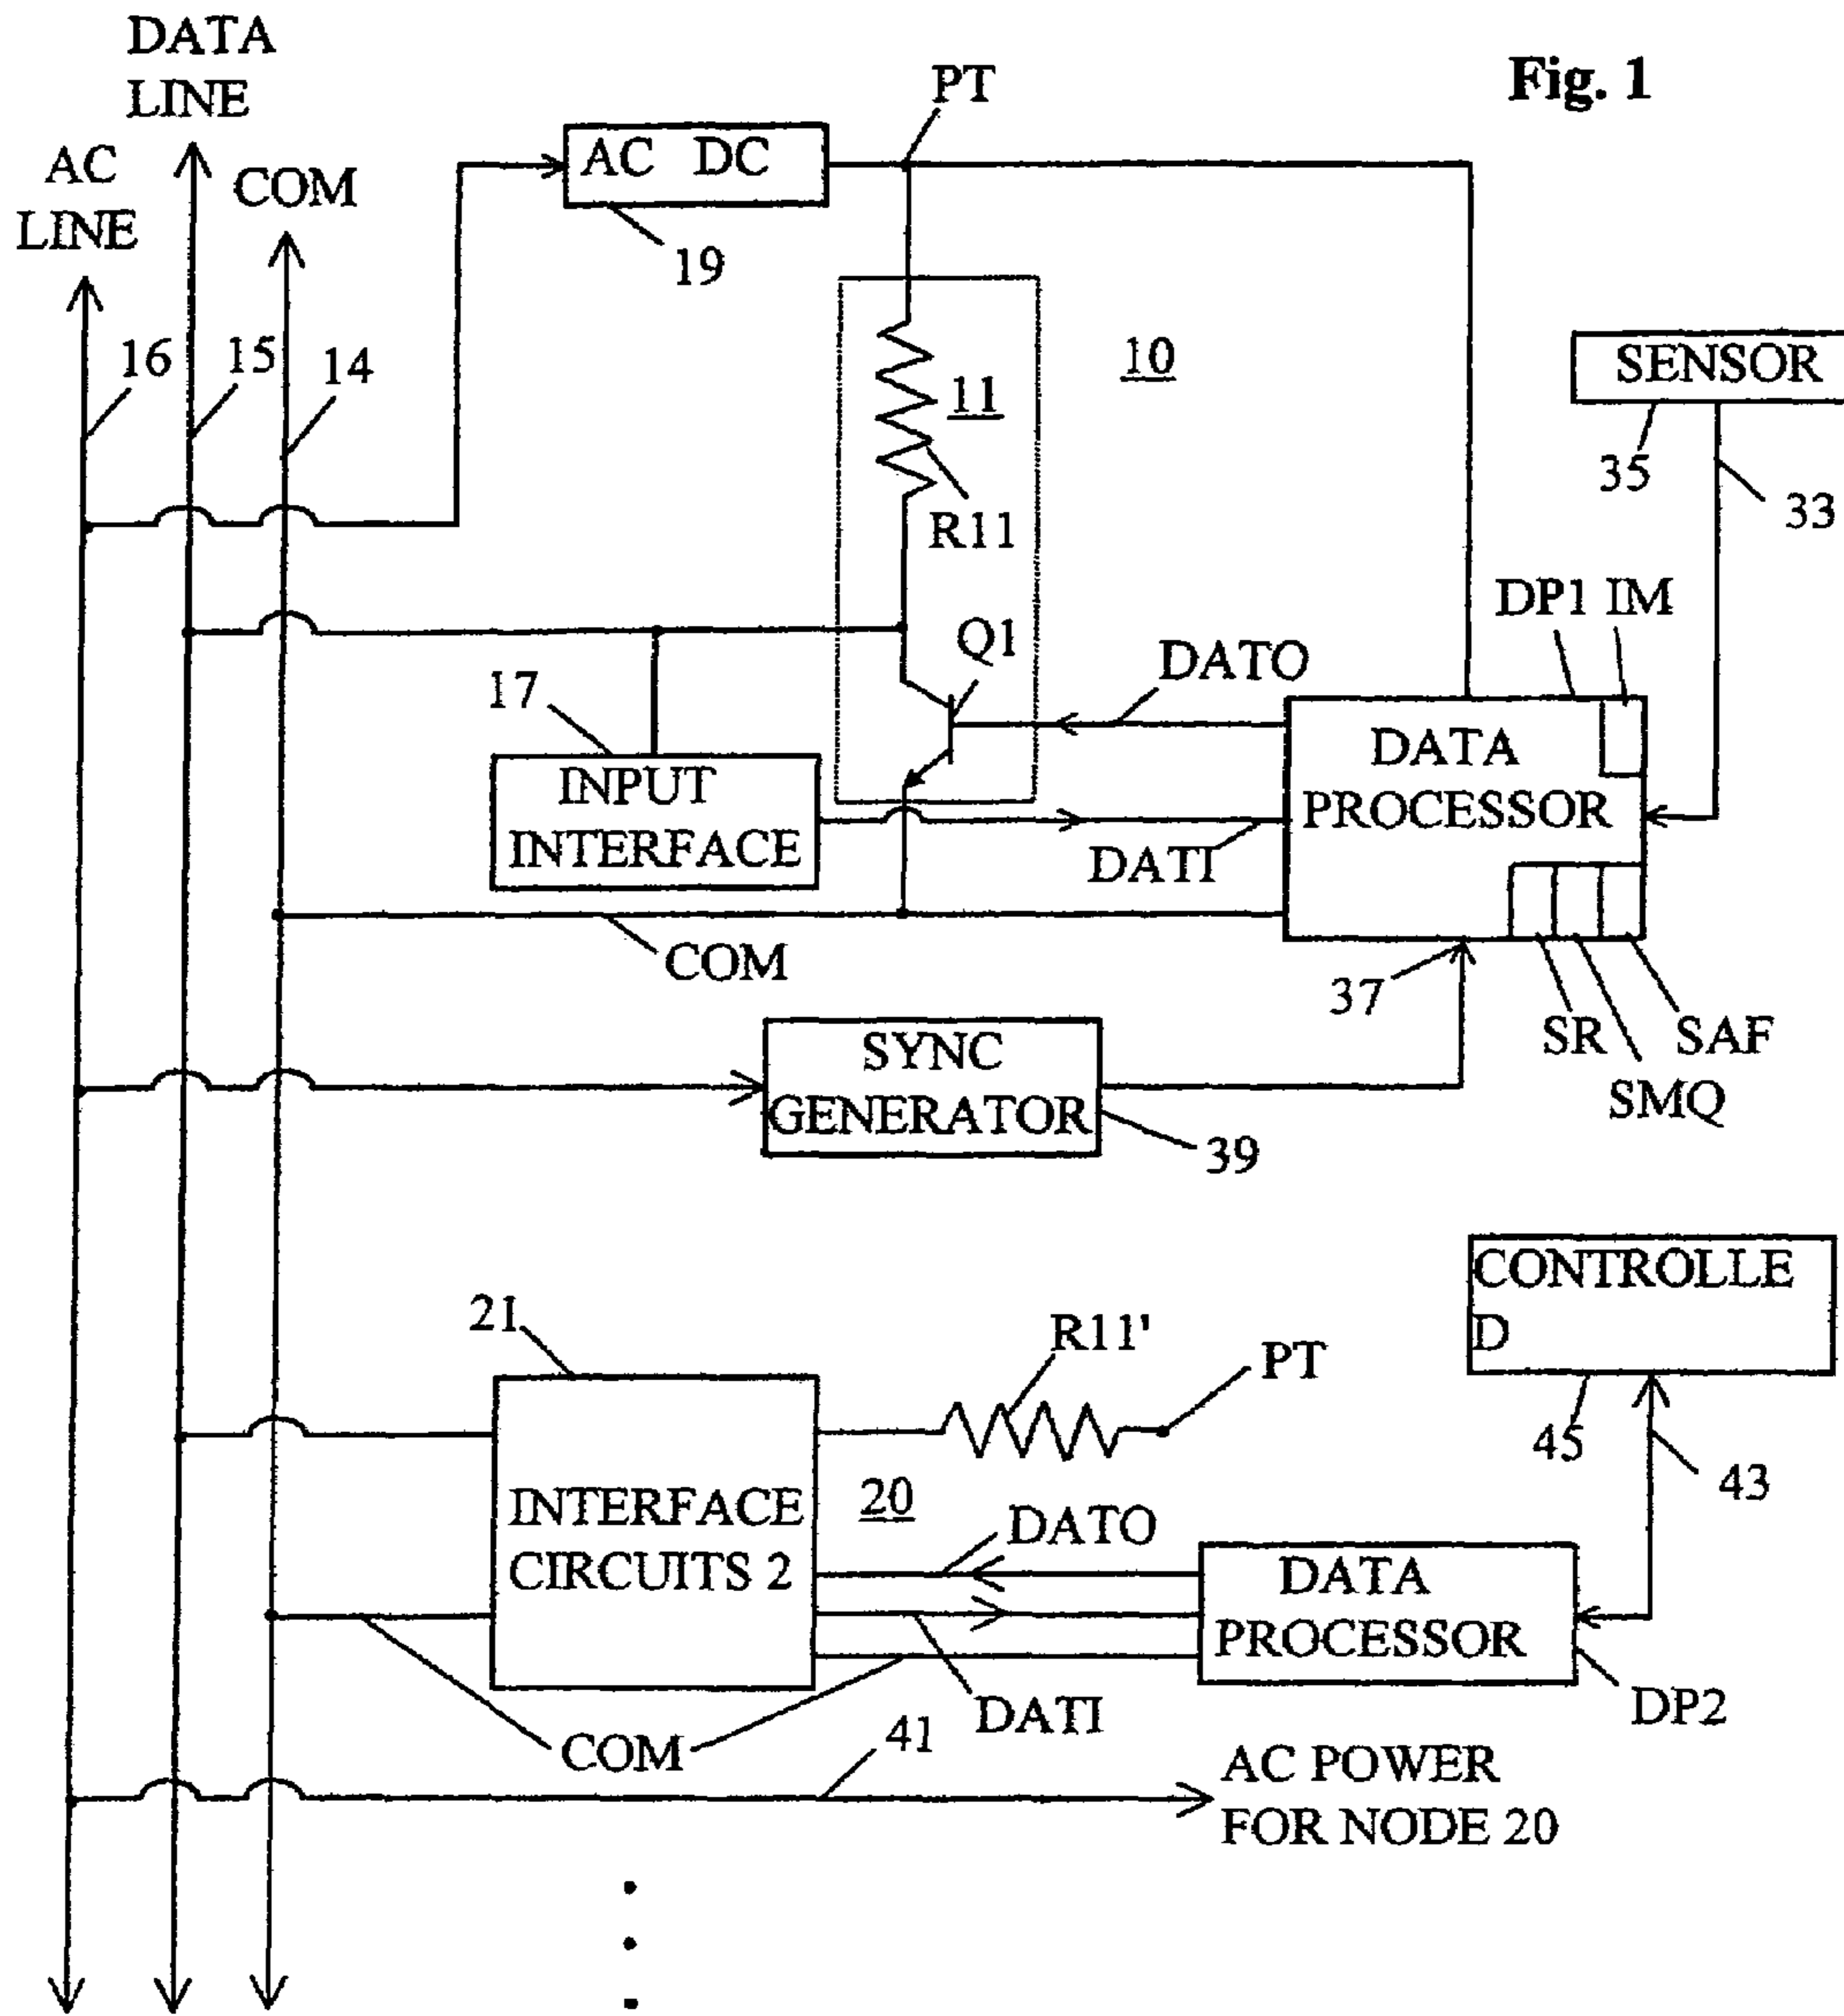 DATA
LINE
PT
Fig. 1
AC
LINE
COM
AC DC
19
16
15
14
10
11
SENSOR
35
33
R11
DP1 IM
Q1
DATO
17
INPUT
INTERFACE
DATA
PROCESSOR
DATI
COM
37
SR
SAF
SMQ
SYNC
GENERATOR
39
CONTROLLE
D
21
R11'
PT
45
43
INTERFACE
CIRCUITS 2
20
DATO
DATA
PROCESSOR
DATI
DP2
COM
41
AC POWER
FOR NODE 20